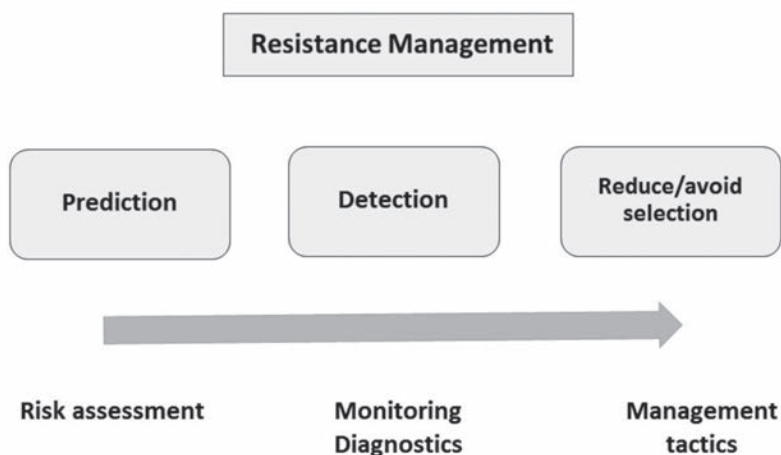 Resistance Management
Prediction
Detection
Reduce/avoid
selection
Risk assessment
Monitoring
Diagnostics
Management
tactics